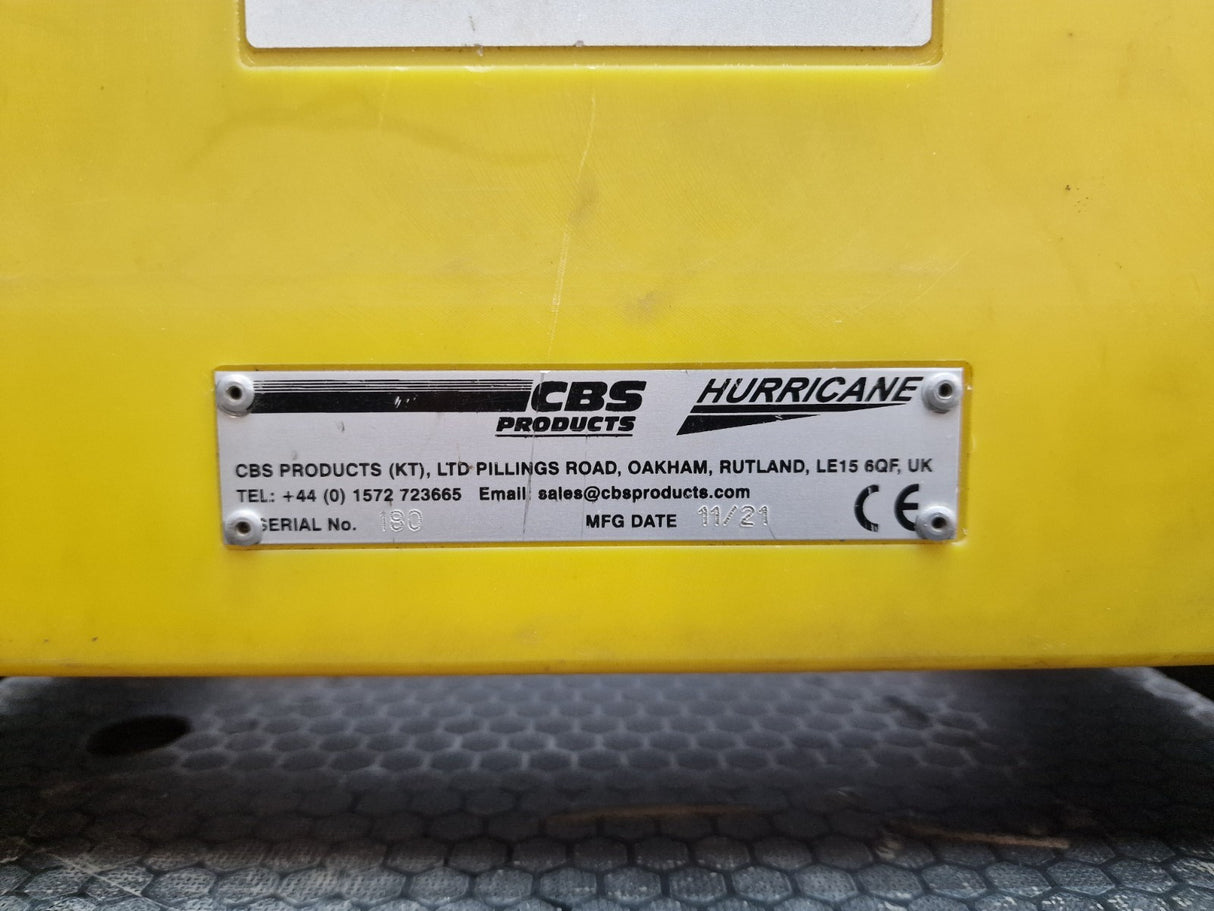 CBS HURRICANE
PRODUCTS
CBS PRODUCTS (KT), LTD PILLINGS ROAD, OAKHAM, RUTLAND, LE15 6QF, UK
TEL: +44 (0) 1572 723665 Email: sales@cbsproducts.com
SERIAL No. 190 MFG DATE 11/21 CE